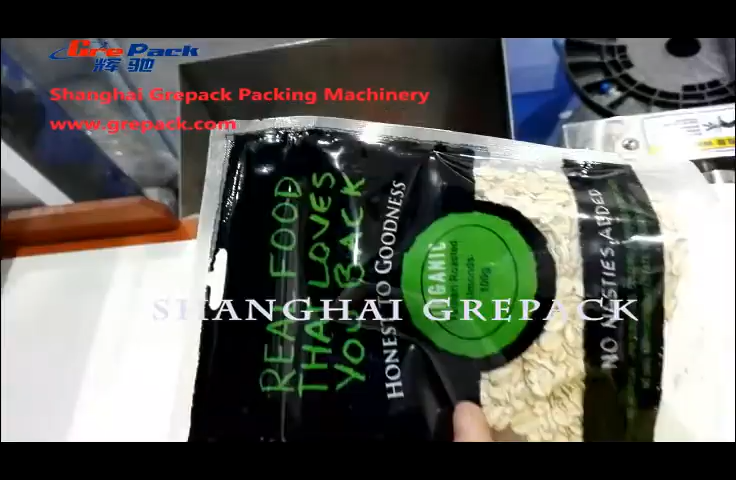 GrePack
辉驰
Shanghai Grepack Packing Machinery
www.grepack.com
REAL FOOD
THAT LOVES
YOU BACK
HONEST TO GOODNESS
Roasted
Almonds
100g
NO NASTIES ADDED
SHANGHAI GREPACK